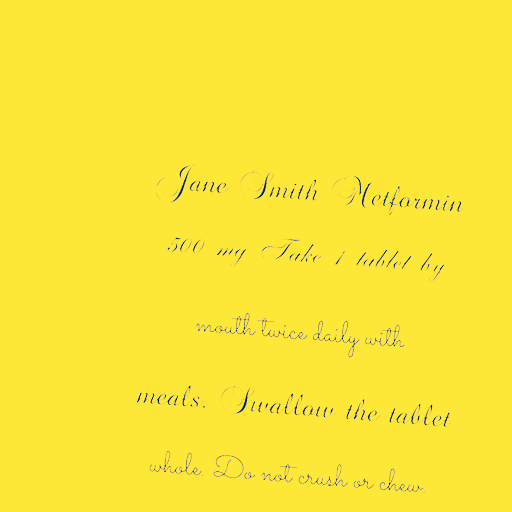 Jane Smith Metformin
500 mg Take 1 tablet by
mouth twice daily with
meals. Swallow the tablet
whole. Do not crush or chew.